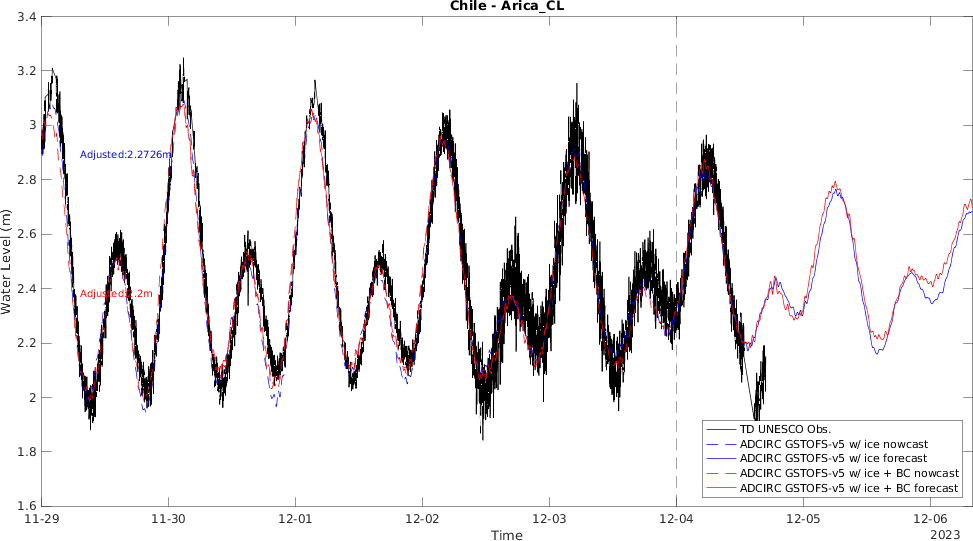 Chile - Arica_CL
Water Level (m)
3.4
3.2
3
2.8
2.6
2.4
2.2
2
1.8
1.6
Adjusted:2.2726m
TD UNESCO Obs.
ADCIRC GSTOFS-v5 w/ ice nowcast
ADCIRC GSTOFS-v5 w/ ice forecast
ADCIRC GSTOFS-v5 w/ ice + BC nowcast
ADCIRC GSTOFS-v5 w/ ice + BC forecast
11-29
11-30
12-01
12-02
12-03
12-04
12-05
12-06
Time
2023